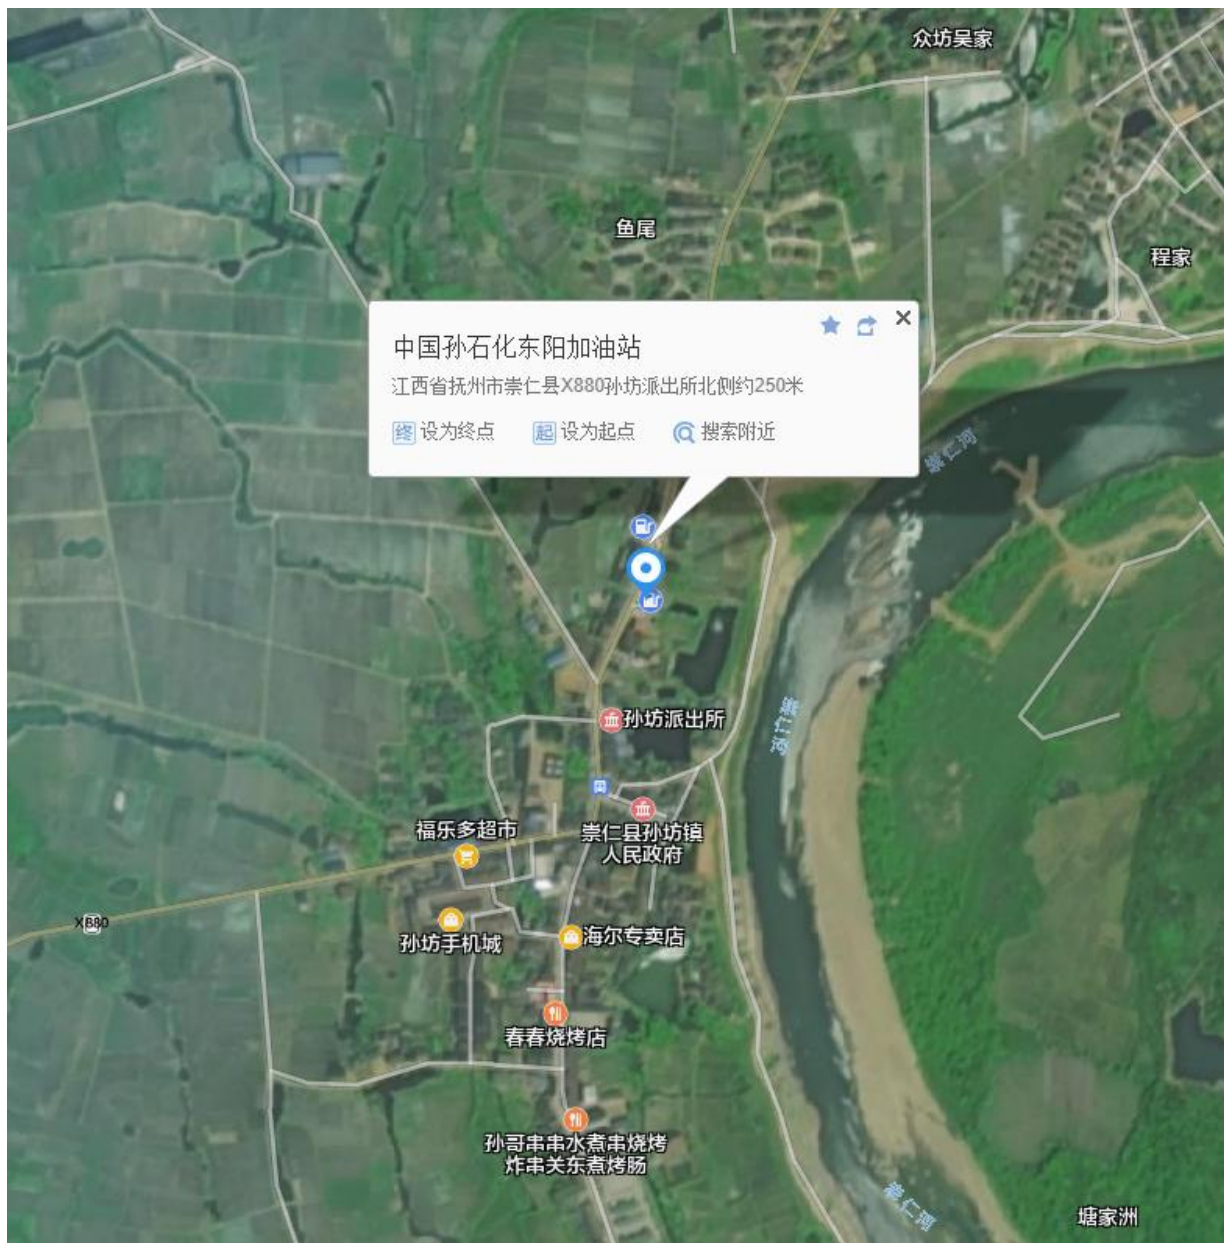 众坊吴家
鱼尾
程家
中国孙石化东阳加油站
江西省抚州市崇仁县X880孙坊派出所北侧约250米
终 设为终点
起 设为起点
搜索附近
崇仁河
崇仁河
孙坊派出所
福乐多超市
崇仁县孙坊镇
人民政府
X880
孙坊手机城
海尔专卖店
春春烧烤店
孙哥串串水煮串烧烤
炸串关东煮烤肠
崇仁河
塘家洲